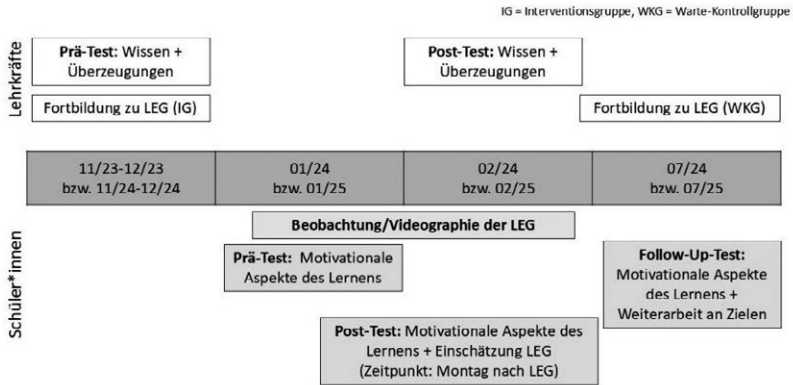 IG = Interventionsgruppe, WKG = Warte-Kontrollgruppe
Lehrkräfte
Prä-Test: Wissen +
Überzeugungen
Post-Test: Wissen +
Überzeugungen
Fortbildung zu LEG (IG)
Fortbildung zu LEG (WKG)
11/23-12/23
bzw. 11/24-12/24
01/24
bzw. 01/25
02/24
bzw. 02/25
07/24
bzw. 07/25
Schüler*innen
Beobachtung/Videographie der LEG
Prä-Test: Motivationale
Aspekte des Lernens
Follow-Up-Test:
Motivationale Aspekte
des Lernens +
Weiterarbeit an Zielen
Post-Test: Motivationale Aspekte des
Lernens + Einschätzung LEG
(Zeitpunkt: Montag nach LEG)